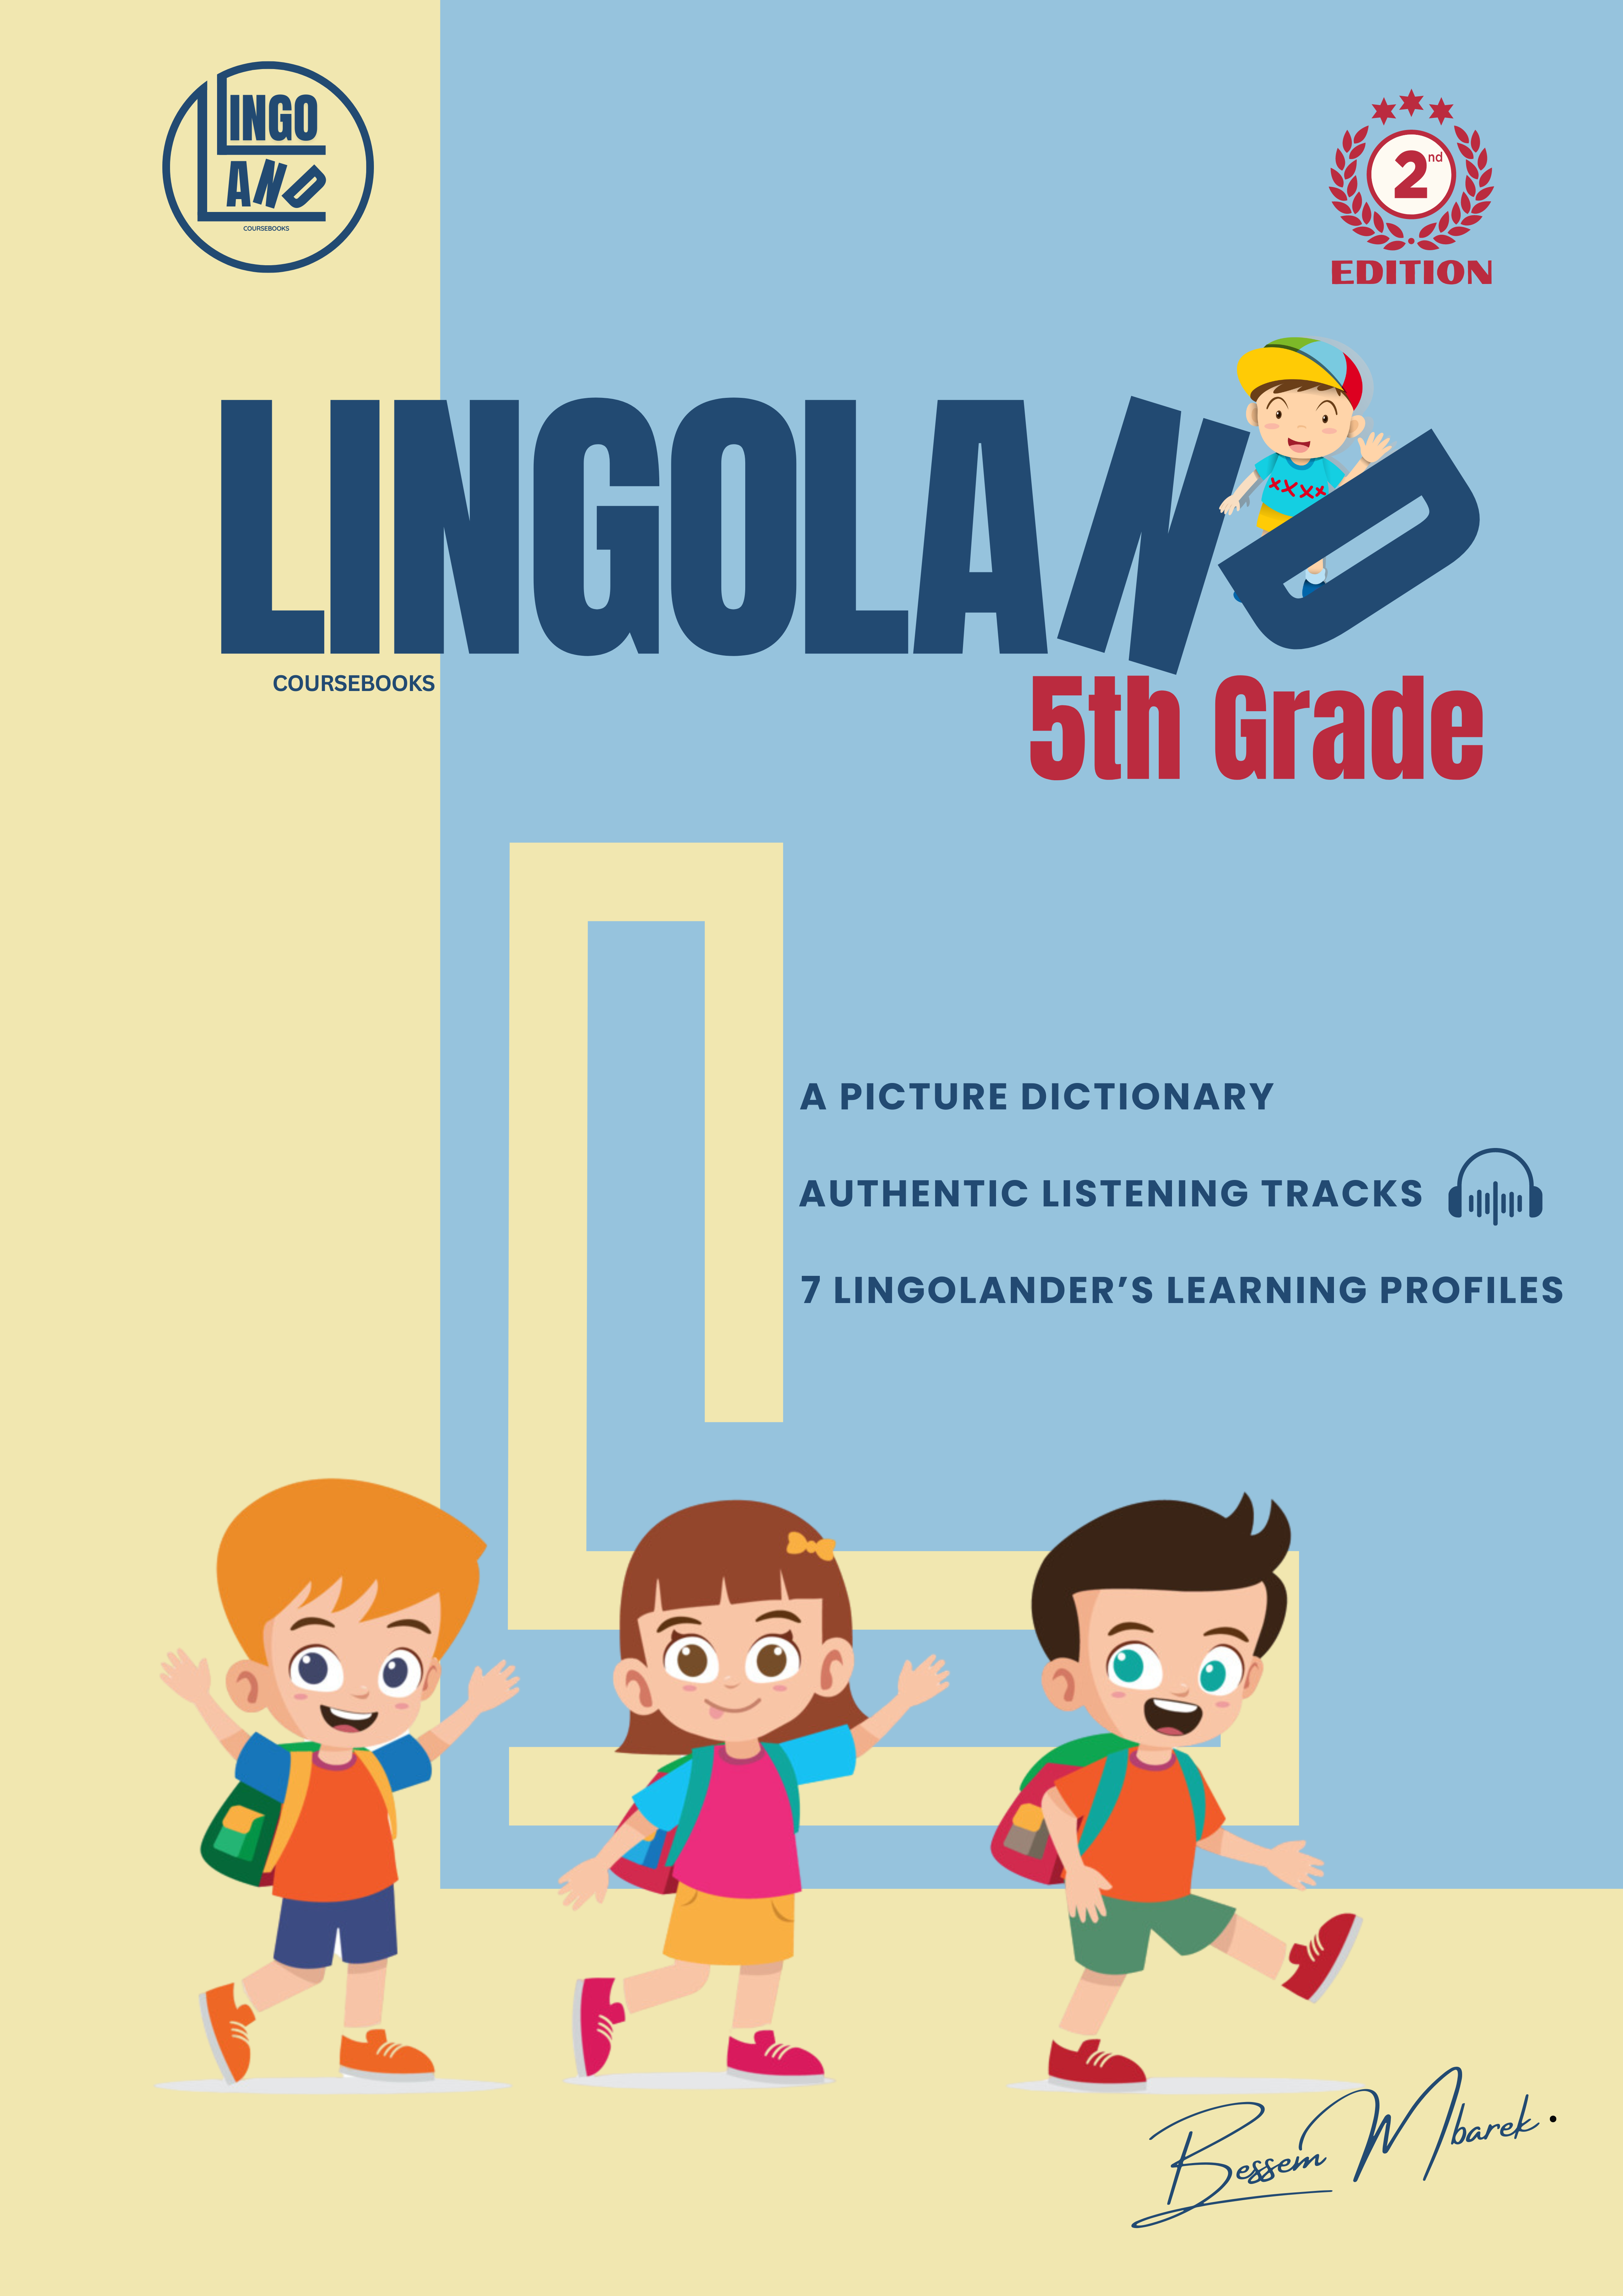 LINGO
LAND
COURSEBOOKS
2nd
EDITION
LINGOLAND
COURSEBOOKS
5th Grade
A PICTURE DICTIONARY
AUTHENTIC LISTENING TRACKS
7 LINGOLANDER’S LEARNING PROFILES
Bessem Mbarek